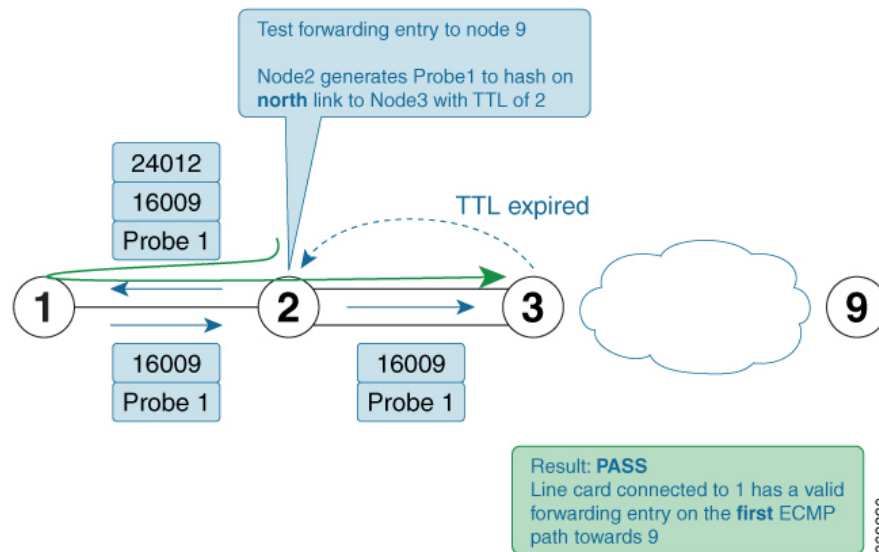 Test forwarding entry to node 9
Node2 generates Probe1 to hash on
north link to Node3 with TTL of 2
24012
16009
Probe 1
TTL expired
1
2
3
9
16009
Probe 1
16009
Probe 1
Result: PASS
Line card connected to 1 has a valid
forwarding entry on the first ECMP
path towards 9